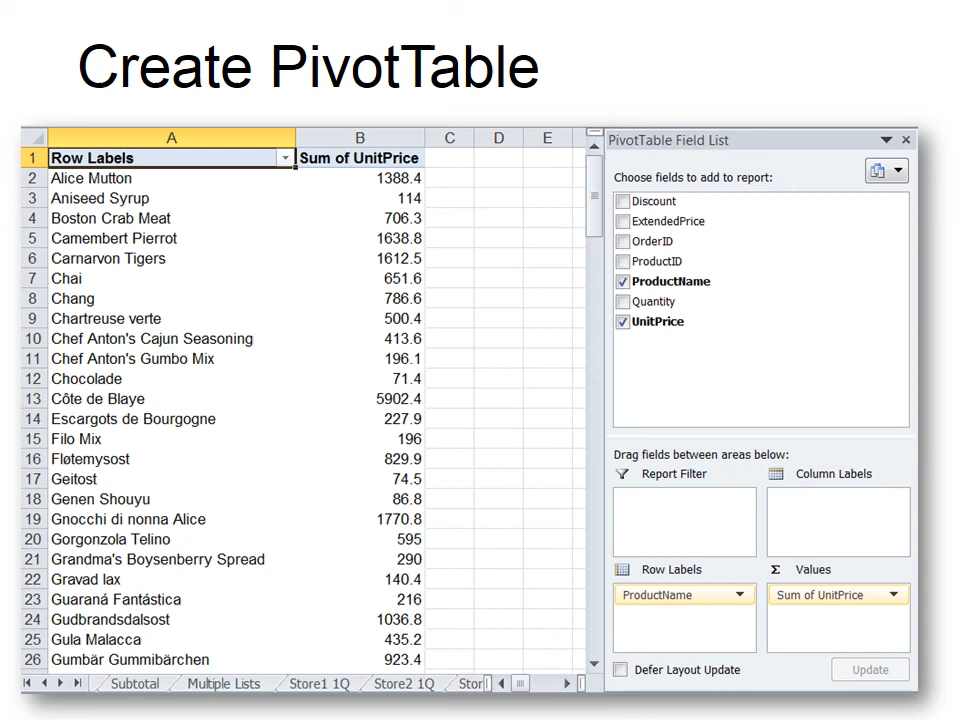 Create PivotTable
A B C D E
1 Row Labels Sum of UnitPrice
2 Alice Mutton 1388.4
3 Aniseed Syrup 114
4 Boston Crab Meat 706.3
5 Camembert Pierrot 1638.8
6 Carnarvon Tigers 1612.5
7 Chai 651.6
8 Chang 786.6
9 Chartreuse verte 500.4
10 Chef Anton's Cajun Seasoning 413.6
11 Chef Anton's Gumbo Mix 196.1
12 Chocolade 71.4
13 Côte de Blaye 5902.4
14 Escargots de Bourgogne 227.9
15 Filo Mix 196
16 Fløtemysost 829.9
17 Geitost 74.5
18 Genen Shouyu 86.8
19 Gnocchi di nonna Alice 1770.8
20 Gorgonzola Telino 595
21 Grandma's Boysenberry Spread 290
22 Gravad lax 140.4
23 Guaraná Fantástica 216
24 Gudbrandsdalsost 1036.8
25 Gula Malacca 435.2
26 Gumbär Gummibärchen 923.4
Subtotal Multiple Lists Store1 1Q Store2 1Q Stor
PivotTable Field List
Choose fields to add to report:
Discount
ExtendedPrice
OrderID
ProductID
ProductName
Quantity
UnitPrice
Drag fields between areas below:
Report Filter Column Labels
Row Labels Σ Values
ProductName Sum of UnitPrice
Defer Layout Update Update